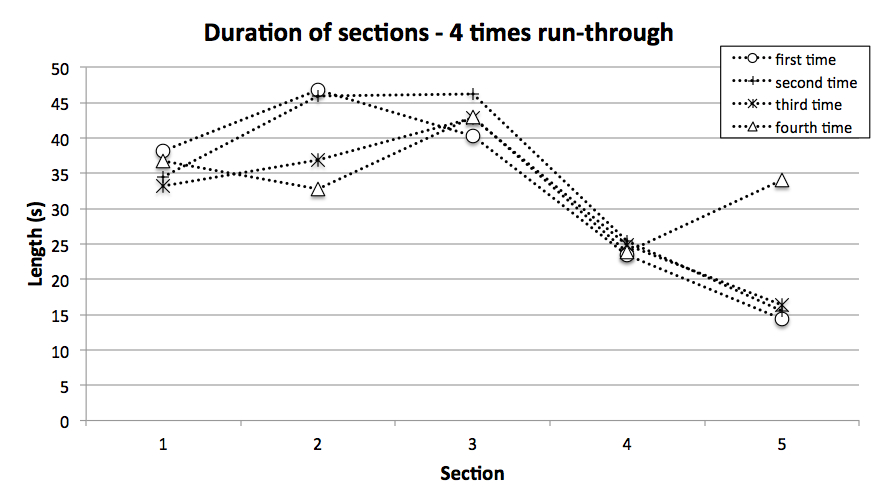 Duration of sections - 4 times run-through
first time
second time
third time
fourth time
50
45
40
35
30
25
20
15
10
5
0
Length (s)
1 2 3 4 5
Section